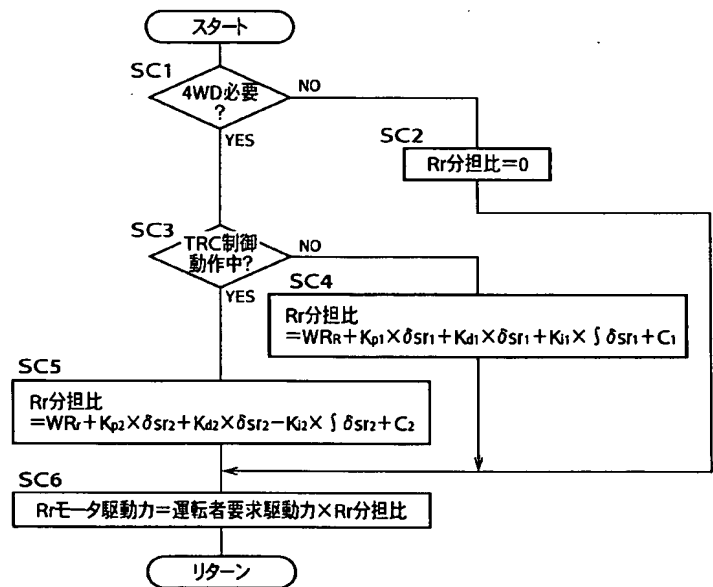 スタート
SC1
4WD必要
?
NO
YES
SC2
Rr分担比=0
SC3
TRC制御
動作中?
NO
YES
SC4
Rr分担比
=WRR+Kp1×δsr1+Kd1×δsr1+Ki1×∫δsr1+C1
SC5
Rr分担比
=WRr+Kp2×δsr2+Kd2×δsr2−Ki2×∫δsr2+C2
SC6
Rrモータ駆動力=運転者要求駆動力×Rr分担比
リターン